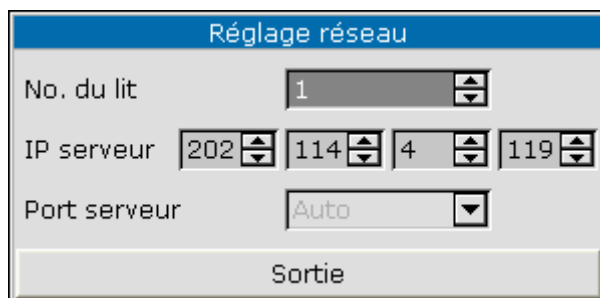 Réglage réseau
No. du lit 1
IP serveur 202 114 4 119
Port serveur Auto
Sortie